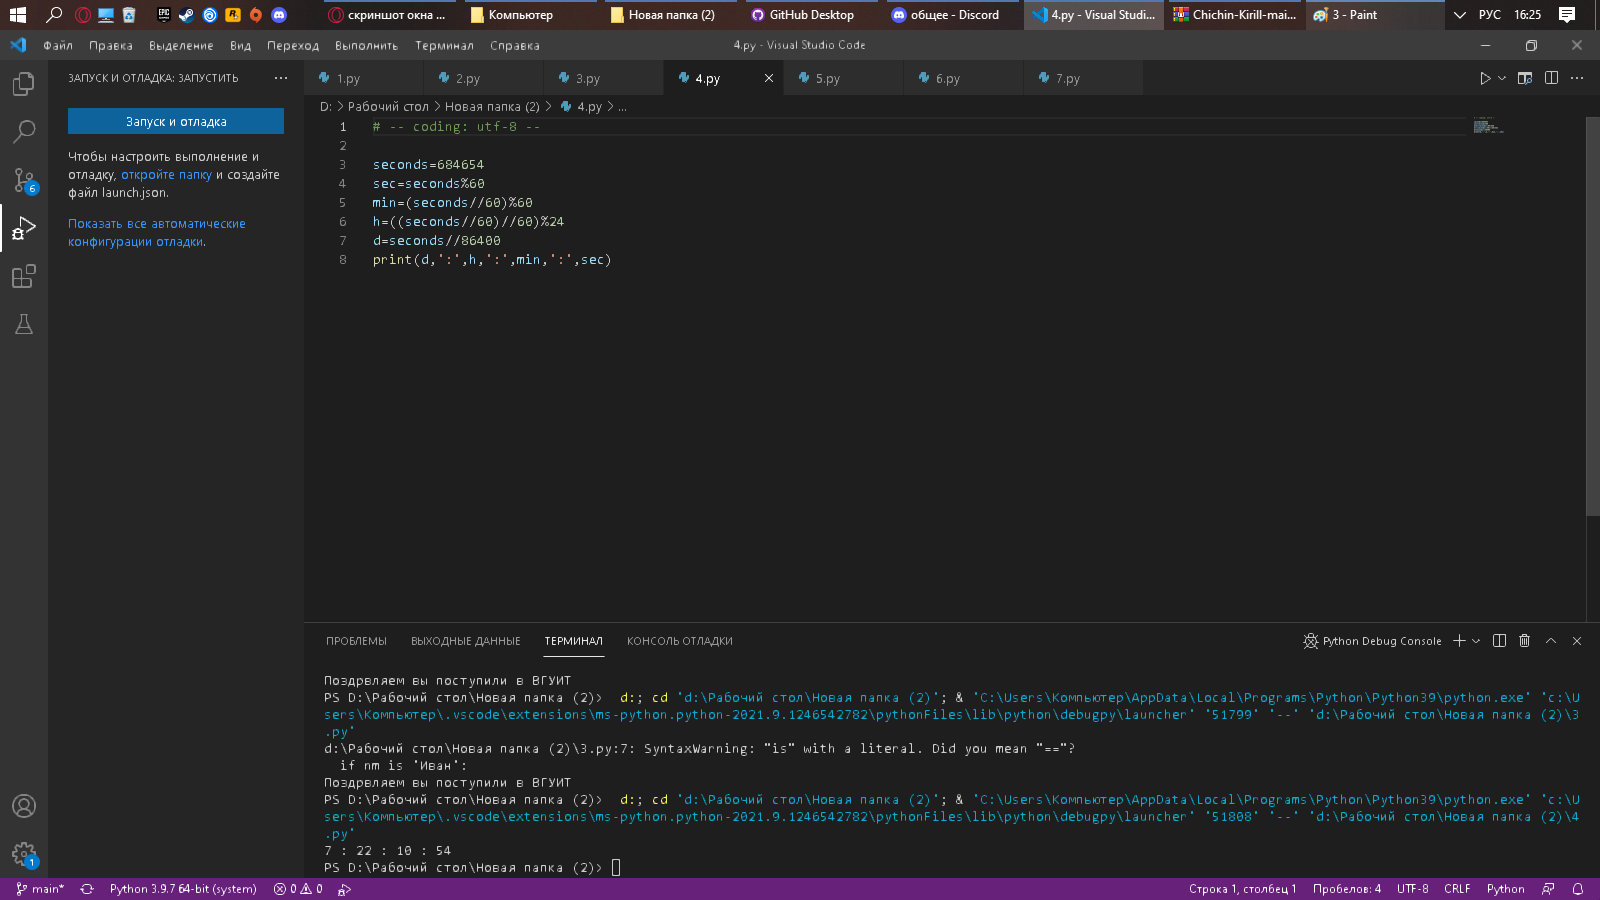 скриншот окна ...
Компьютер
Новая папка (2)
GitHub Desktop
общее - Discord
4.py - Visual Studi...
Chichin-Kirill-mai...
3 - Paint
РУС
16:25
Файл
Правка
Выделение
Вид
Переход
Выполнить
Терминал
Справка
4.py - Visual Studio Code
ЗАПУСК И ОТЛАДКА: ЗАПУСТИТЬ
Запуск и отладка
Чтобы настроить выполнение и
отладку, откройте папку и создайте
файл launch.json.
Показать все автоматические
конфигурации отладки.
6
1
1.py
2.py
3.py
4.py
5.py
6.py
7.py
D: > Рабочий стол > Новая папка (2) > 4.py > ...
1 # -- coding: utf-8 --
2
3 seconds=684654
4 sec=seconds%60
5 min=(seconds//60)%60
6 h=((seconds//60)//60)%24
7 d=seconds//86400
8 print(d,':',h,':',min,':',sec)
ПРОБЛЕМЫ
ВЫХОДНЫЕ ДАННЫЕ
ТЕРМИНАЛ
КОНСОЛЬ ОТЛАДКИ
Python Debug Console
Поздрвляем вы поступили в ВГУИТ
PS D:\Рабочий стол\Новая папка (2)>  d:; cd 'd:\Рабочий стол\Новая папка (2)'; & 'C:\Users\Компьютер\AppData\Local\Programs\Python\Python39\python.exe' 'c:\U
sers\Компьютер\.vscode\extensions\ms-python.python-2021.9.1246542782\pythonFiles\lib\python\debugpy\launcher' '51799' '--' 'd:\Рабочий стол\Новая папка (2)\3
.py'
d:\Рабочий стол\Новая папка (2)\3.py:7: SyntaxWarning: "is" with a literal. Did you mean "=="?
  if nm is 'Иван':
Поздрвляем вы поступили в ВГУИТ
PS D:\Рабочий стол\Новая папка (2)>  d:; cd 'd:\Рабочий стол\Новая папка (2)'; & 'C:\Users\Компьютер\AppData\Local\Programs\Python\Python39\python.exe' 'c:\U
sers\Компьютер\.vscode\extensions\ms-python.python-2021.9.1246542782\pythonFiles\lib\python\debugpy\launcher' '51808' '--' 'd:\Рабочий стол\Новая папка (2)\4
.py'
7 : 22 : 10 : 54
PS D:\Рабочий стол\Новая папка (2)>
main*
Python 3.9.7 64-bit (system)
0
0
Строка 1, столбец 1
Пробелов: 4
UTF-8
CRLF
Python